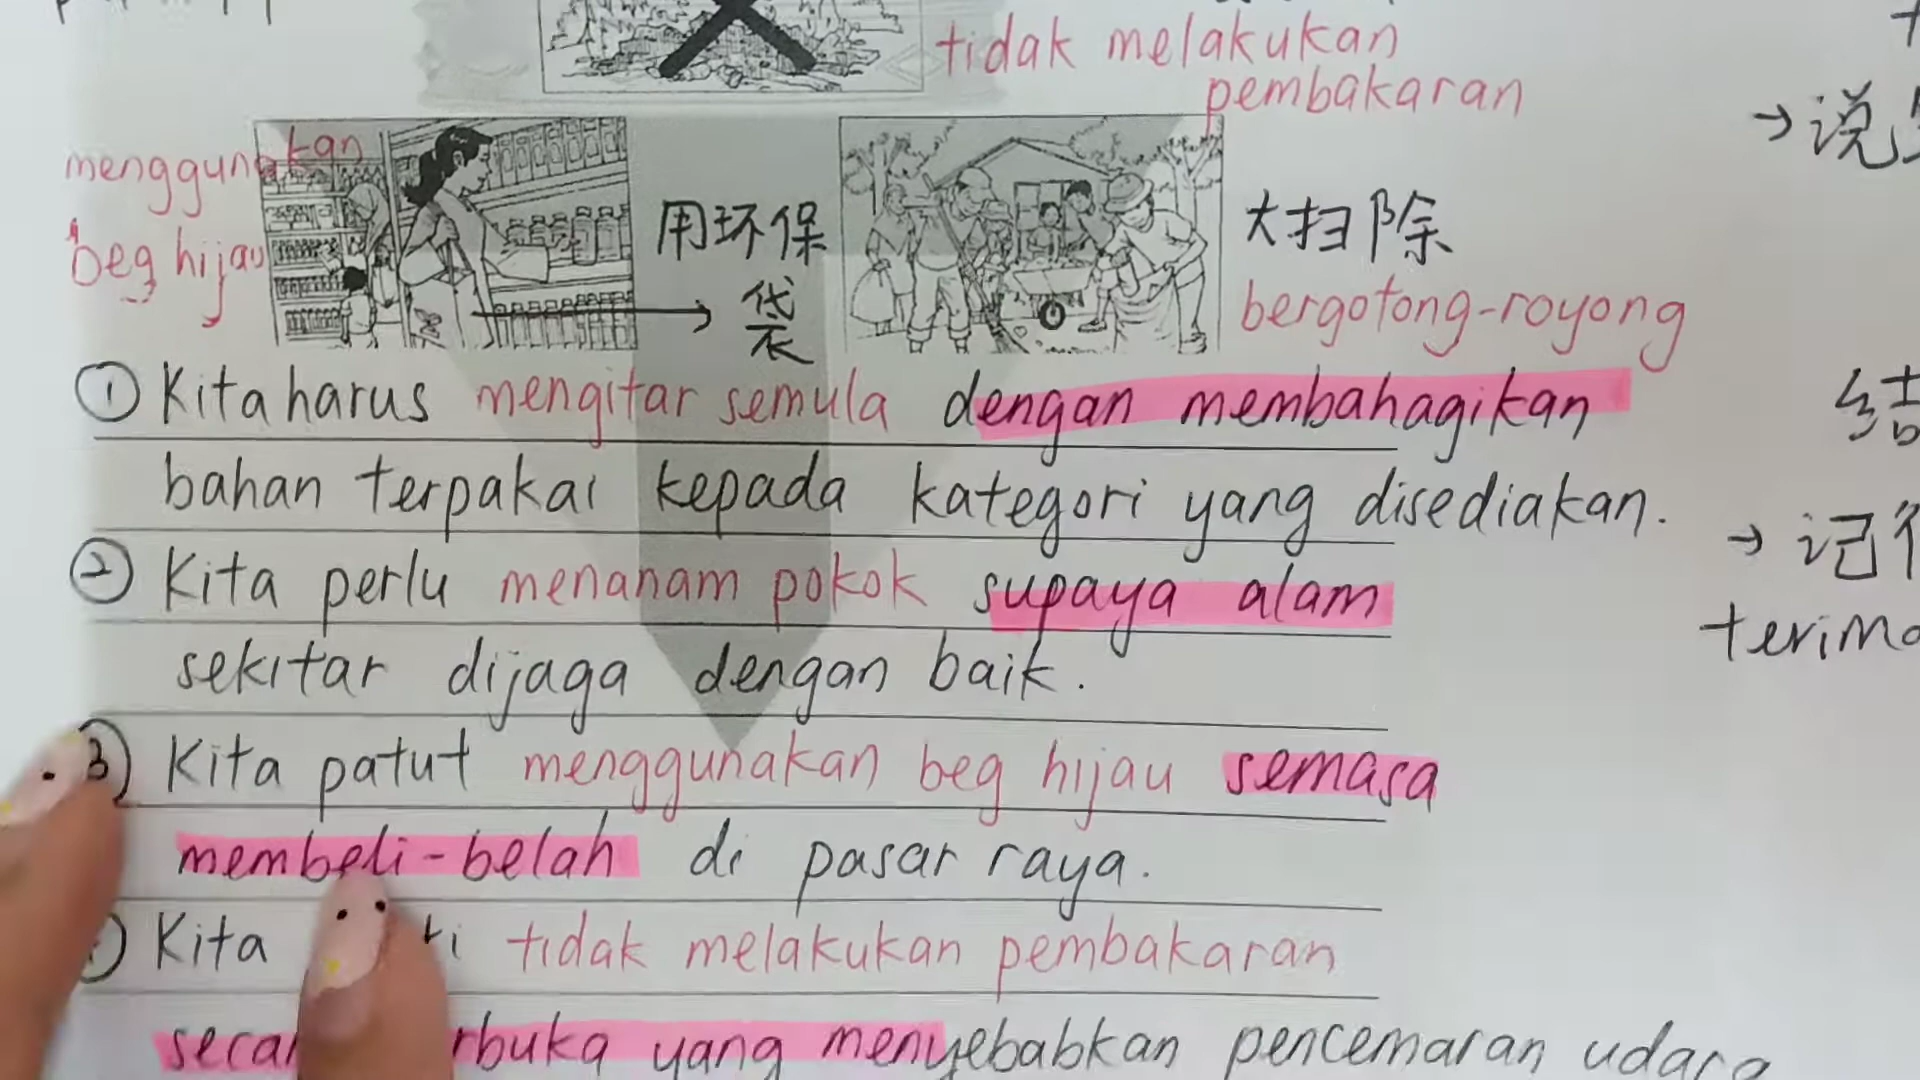 tidak melakukan
pembakaran
menggunakan
beg hijau
用环保
袋
大扫除
bergotong-royong
① Kita harus mengitar semula dengan membahagikan
bahan terpakai kepada kategori yang disediakan.
② Kita perlu menanam pokok supaya alam
sekitar dijaga dengan baik.
③ Kita patut menggunakan beg hijau semasa
membeli-belah di pasar raya.
Kita tidak melakukan pembakaran
yang menyebabkan pencemaran udara
→ 说
结
→ 记